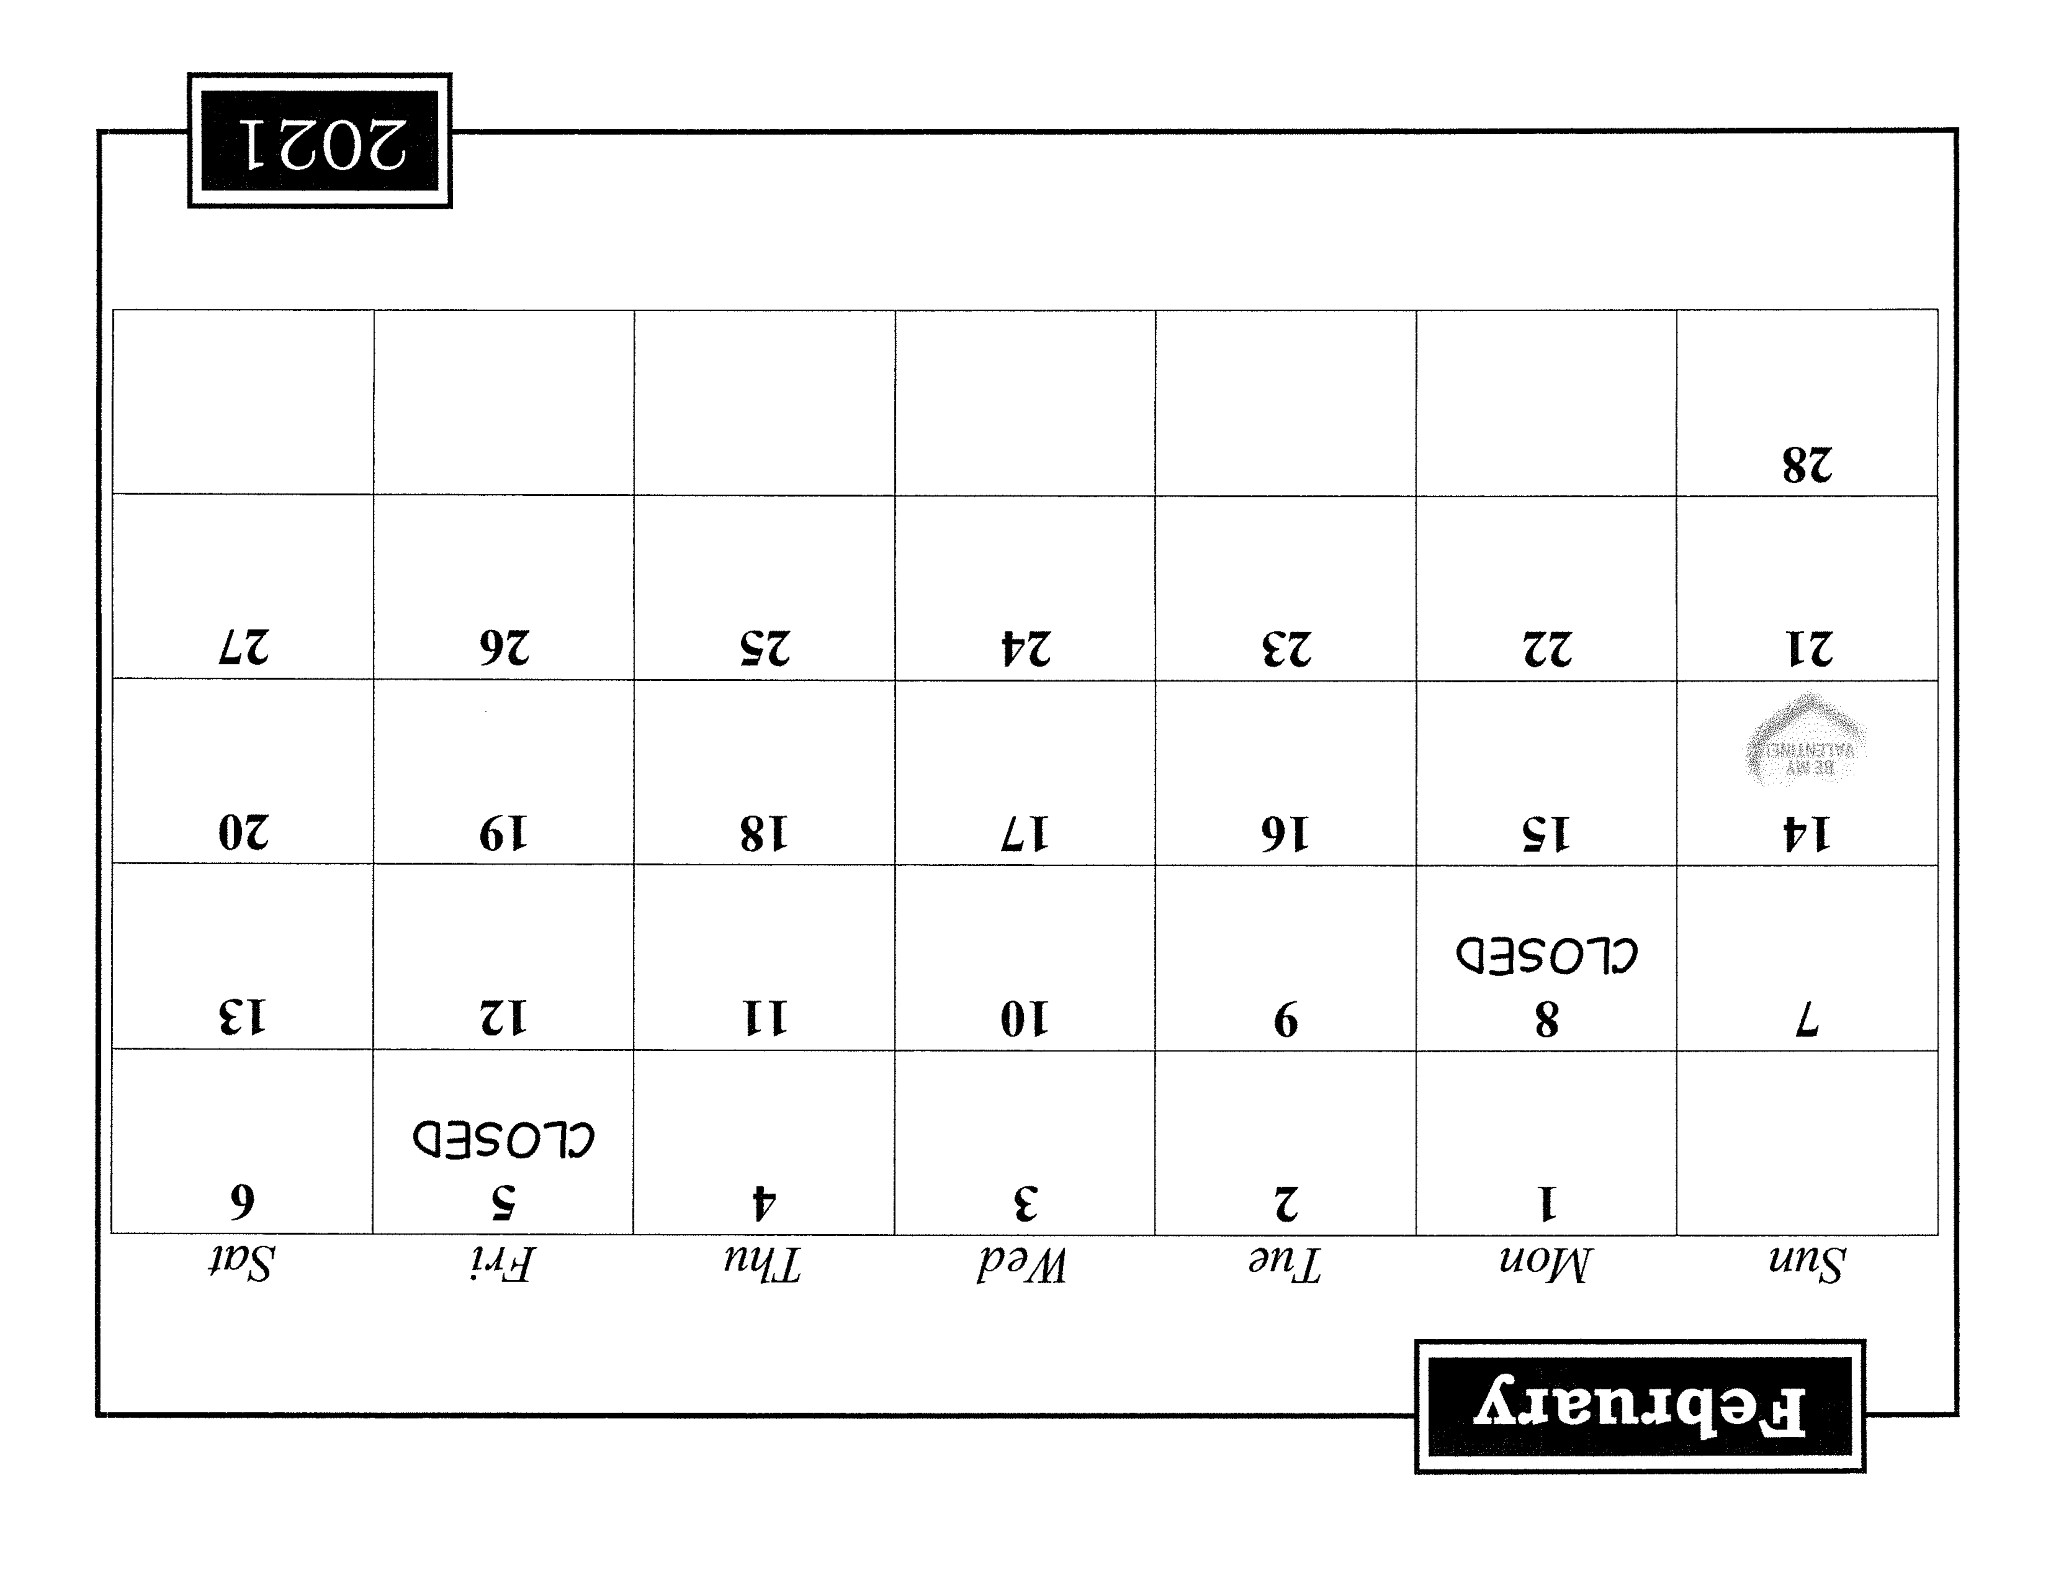 February
Sun Mon Tue Wed Thu Fri Sat
1 2 3 4 5 6
CLOSED
7 8 9 10 11 12 13
CLOSED
14 15 16 17 18 19 20
BE MY
VALENTINE!
21 22 23 24 25 26 27
28
2021